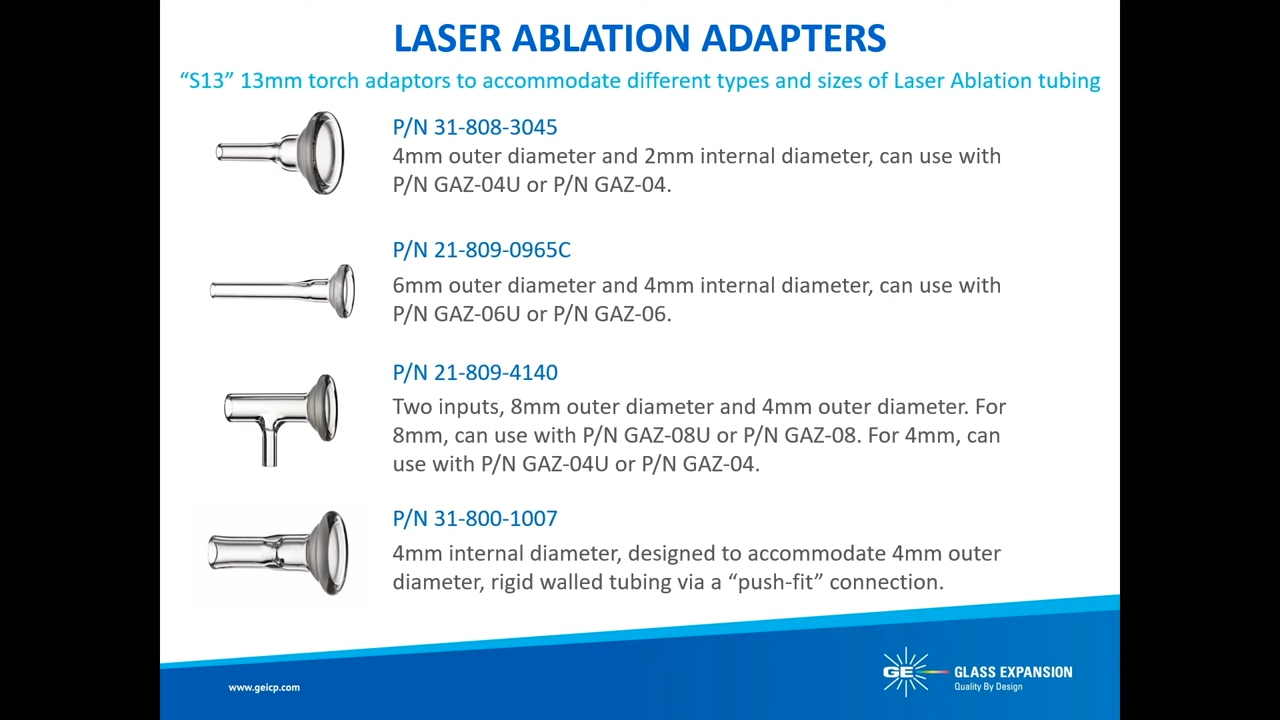 LASER ABLATION ADAPTERS
“S13” 13mm torch adaptors to accommodate different types and sizes of Laser Ablation tubing
P/N 31-808-3045
4mm outer diameter and 2mm internal diameter, can use with
P/N GAZ-04U or P/N GAZ-04.
P/N 21-809-0965C
6mm outer diameter and 4mm internal diameter, can use with
P/N GAZ-06U or P/N GAZ-06.
P/N 21-809-4140
Two inputs, 8mm outer diameter and 4mm outer diameter. For
8mm, can use with P/N GAZ-08U or P/N GAZ-08. For 4mm, can
use with P/N GAZ-04U or P/N GAZ-04.
P/N 31-800-1007
4mm internal diameter, designed to accommodate 4mm outer
diameter, rigid walled tubing via a “push-fit” connection.
www.geicp.com
GE
GLASS EXPANSION
Quality By Design